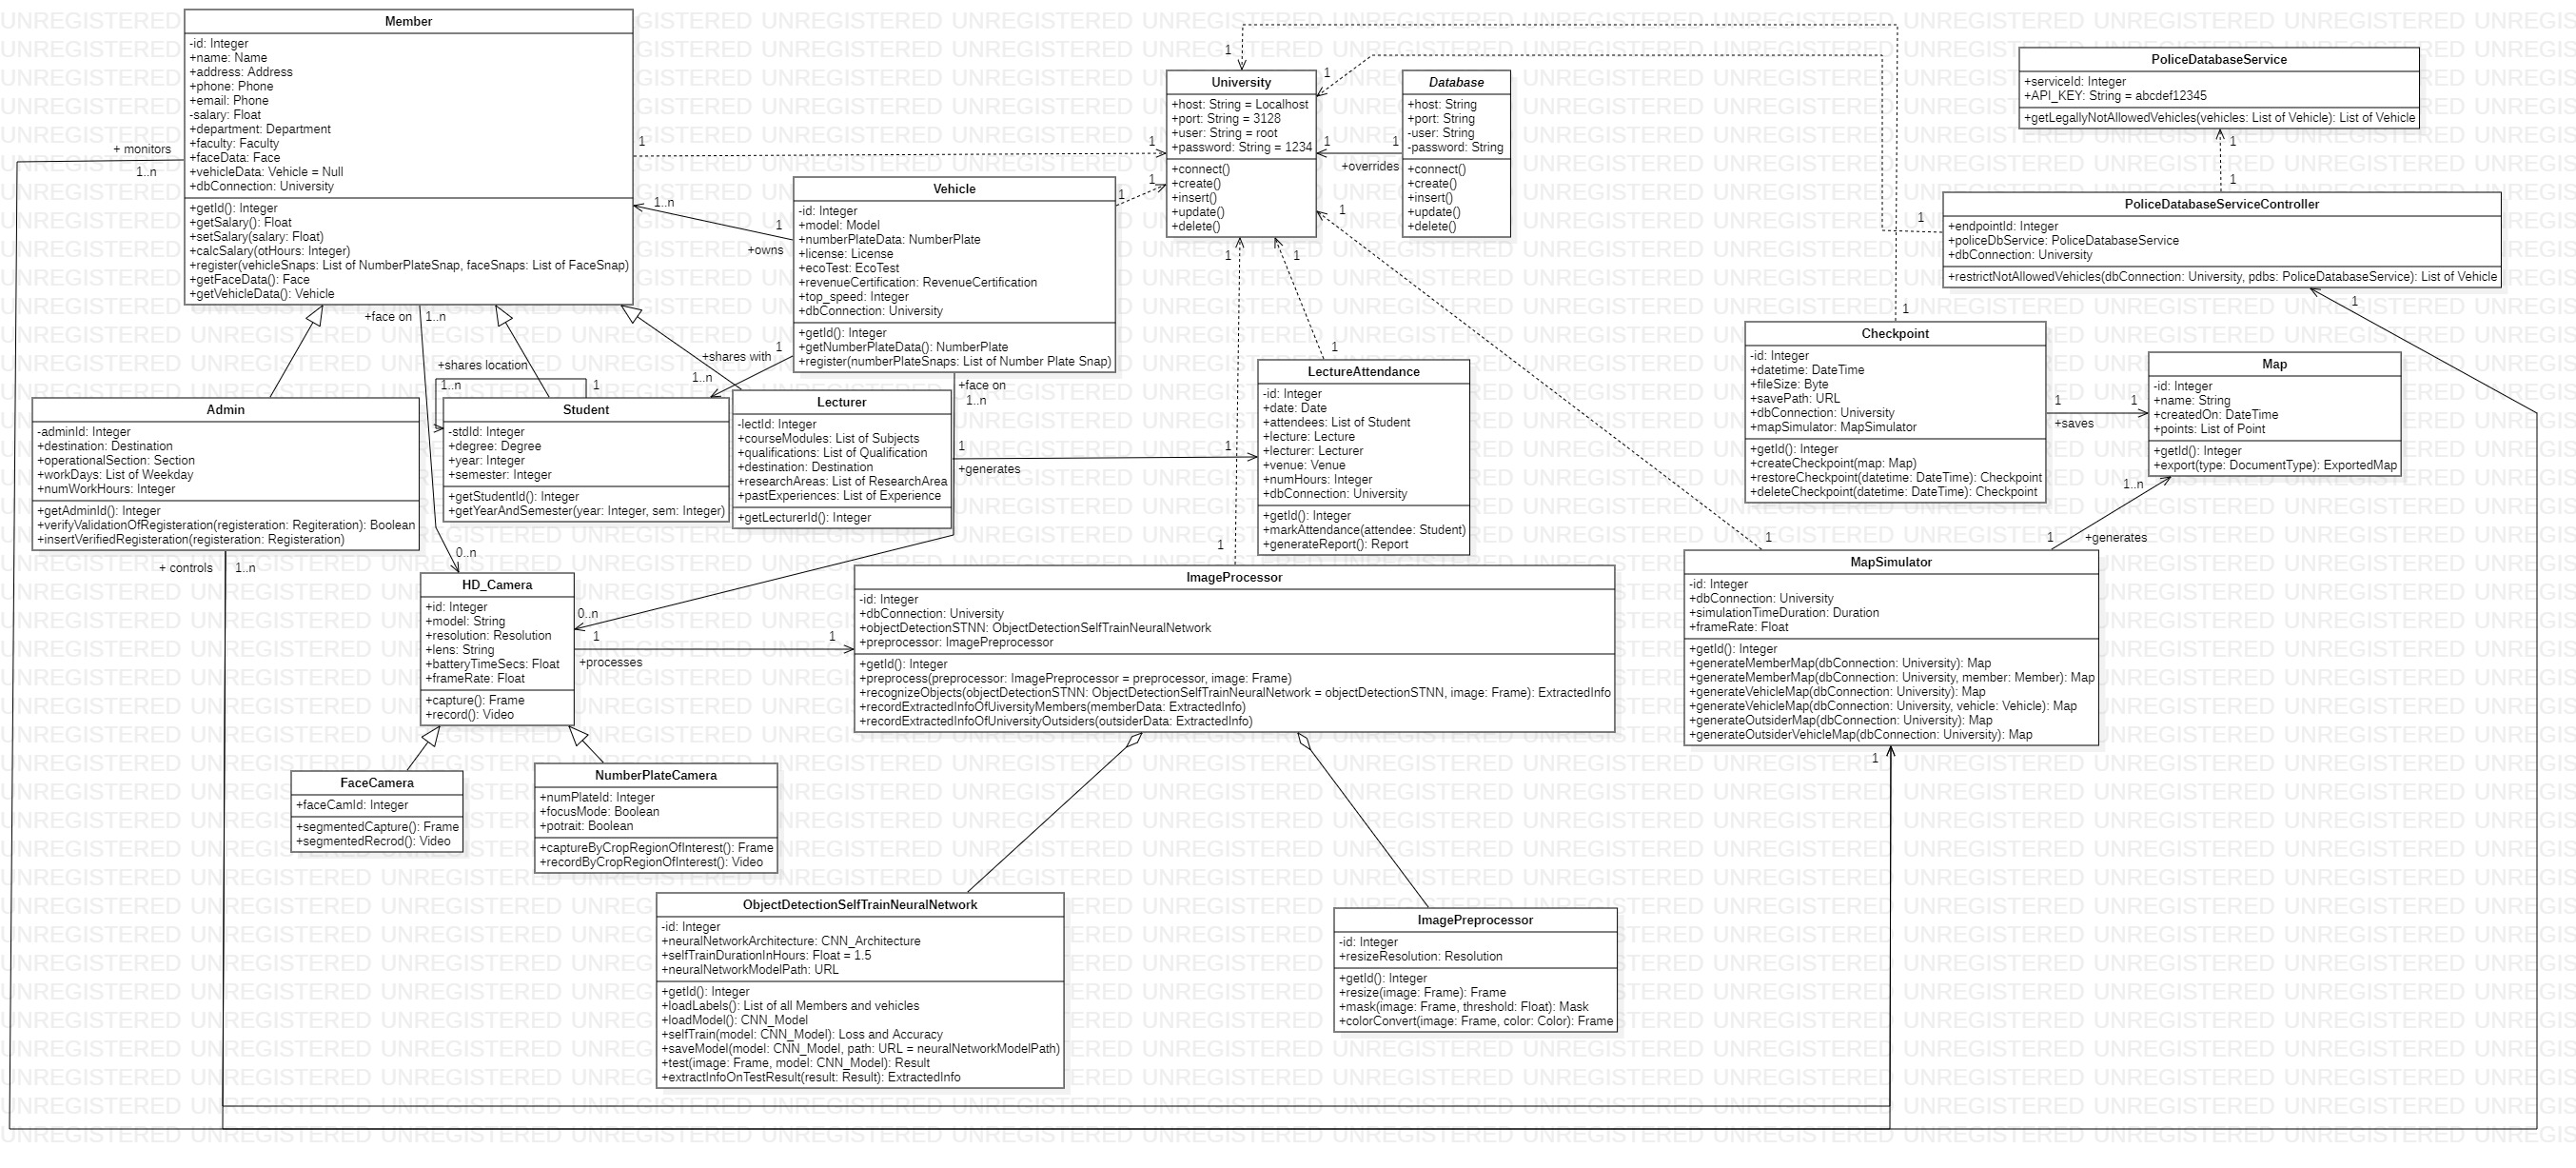 Member
-id: Integer
+name: Name
+address: Address
+phone: Phone
+email: Phone
-salary: Float
+department: Department
+faculty: Faculty
+faceData: Face
+vehicleData: Vehicle = Null
+dbConnection: University
+getId(): Integer
+getSalary(): Float
+setSalary(salary: Float)
+calcSalary(otHours: Integer)
+register(vehicleSnaps: List of NumberPlateSnap, faceSnaps: List of FaceSnap)
+getFaceData(): Face
+getVehicleData(): Vehicle
+ monitors
1..n
1
1
University
+host: String = Localhost
+port: String = 3128
+user: String = root
+password: String = 1234
+connect()
+create()
+insert()
+update()
+delete()
1
1
1
1
+overrides
Database
+host: String
+port: String
-user: String
-password: String
+connect()
+create()
+insert()
+update()
+delete()
PoliceDatabaseService
+serviceId: Integer
+API_KEY: String = abcdef12345
+getLegallyNotAllowedVehicles(vehicles: List of Vehicle): List of Vehicle
1
1
PoliceDatabaseServiceController
+endpointId: Integer
+policeDbService: PoliceDatabaseService
+dbConnection: University
+restrictNotAllowedVehicles(dbConnection: University, pdbs: PoliceDatabaseService): List of Vehicle
1
1
Vehicle
-id: Integer
+model: Model
+numberPlateData: NumberPlate
+license: License
+ecoTest: EcoTest
+revenueCertification: RevenueCertification
+top_speed: Integer
+dbConnection: University
+getId(): Integer
+getNumberPlateData(): NumberPlate
+register(numberPlateSnaps: List of Number Plate Snap)
1
1
1..n
1
+owns
1
+shares with
1..n
+face on
1..n
+face on
1..n
+shares location
1..n
1
Admin
-adminId: Integer
+destination: Destination
+operationalSection: Section
+workDays: List of Weekday
+numWorkHours: Integer
+getAdminId(): Integer
+verifyValidationOfRegisteration(registeration: Regiteration): Boolean
+insertVerifiedRegisteration(registeration: Registeration)
+ controls
1..n
Student
-stdId: Integer
+degree: Degree
+year: Integer
+semester: Integer
+getStudentId(): Integer
+getYearAndSemester(year: Integer, sem: Integer)
Lecturer
-lectId: Integer
+courseModules: List of Subjects
+qualifications: List of Qualification
+destination: Destination
+researchAreas: List of ResearchArea
+pastExperiences: List of Experience
+getLecturerId(): Integer
1
+generates
1
LectureAttendance
-id: Integer
+date: Date
+attendees: List of Student
+lecture: Lecture
+lecturer: Lecturer
+venue: Venue
+numHours: Integer
+dbConnection: University
+getId(): Integer
+markAttendance(attendee: Student)
+generateReport(): Report
1
1
1
1
1
1
Checkpoint
-id: Integer
+datetime: DateTime
+fileSize: Byte
+savePath: URL
+dbConnection: University
+mapSimulator: MapSimulator
+getId(): Integer
+createCheckpoint(map: Map)
+restoreCheckpoint(datetime: DateTime): Checkpoint
+deleteCheckpoint(datetime: DateTime): Checkpoint
1
1
+saves
1
Map
-id: Integer
+name: String
+createdOn: DateTime
+points: List of Point
+getId(): Integer
+export(type: DocumentType): ExportedMap
1..n
1
+generates
1
MapSimulator
-id: Integer
+dbConnection: University
+simulationTimeDuration: Duration
+frameRate: Float
+getId(): Integer
+generateMemberMap(dbConnection: University): Map
+generateMemberMap(dbConnection: University, member: Member): Map
+generateVehicleMap(dbConnection: University): Map
+generateVehicleMap(dbConnection: University, vehicle: Vehicle): Map
+generateOutsiderMap(dbConnection: University): Map
+generateOutsiderVehicleMap(dbConnection: University): Map
1
0..n
HD_Camera
+id: Integer
+model: String
+resolution: Resolution
+lens: String
+batteryTimeSecs: Float
+frameRate: Float
+capture(): Frame
+record(): Video
0..n
1
+processes
1
ImageProcessor
-id: Integer
+dbConnection: University
+objectDetectionSTNN: ObjectDetectionSelfTrainNeuralNetwork
+preprocessor: ImagePreprocessor
+getId(): Integer
+preprocess(preprocessor: ImagePreprocessor = preprocessor, image: Frame)
+recognizeObjects(objectDetectionSTNN: ObjectDetectionSelfTrainNeuralNetwork = objectDetectionSTNN, image: Frame): ExtractedInfo
+recordExtractedInfoOfUiversityMembers(memberData: ExtractedInfo)
+recordExtractedInfoOfUniversityOutsiders(outsiderData: ExtractedInfo)
FaceCamera
+faceCamId: Integer
+segmentedCapture(): Frame
+segmentedRecrod(): Video
NumberPlateCamera
+numPlateId: Integer
+focusMode: Boolean
+potrait: Boolean
+captureByCropRegionOfInterest(): Frame
+recordByCropRegionOfInterest(): Video
ObjectDetectionSelfTrainNeuralNetwork
-id: Integer
+neuralNetworkArchitecture: CNN_Architecture
+selfTrainDurationInHours: Float = 1.5
+neuralNetworkModelPath: URL
+getId(): Integer
+loadLabels(): List of all Members and vehicles
+loadModel(): CNN_Model
+selfTrain(model: CNN_Model): Loss and Accuracy
+saveModel(model: CNN_Model, path: URL = neuralNetworkModelPath)
+test(image: Frame, model: CNN_Model): Result
+extractInfoOnTestResult(result: Result): ExtractedInfo
ImagePreprocessor
-id: Integer
+resizeResolution: Resolution
+getId(): Integer
+resize(image: Frame): Frame
+mask(image: Frame, threshold: Float): Mask
+colorConvert(image: Frame, color: Color): Frame
UNREGISTERED